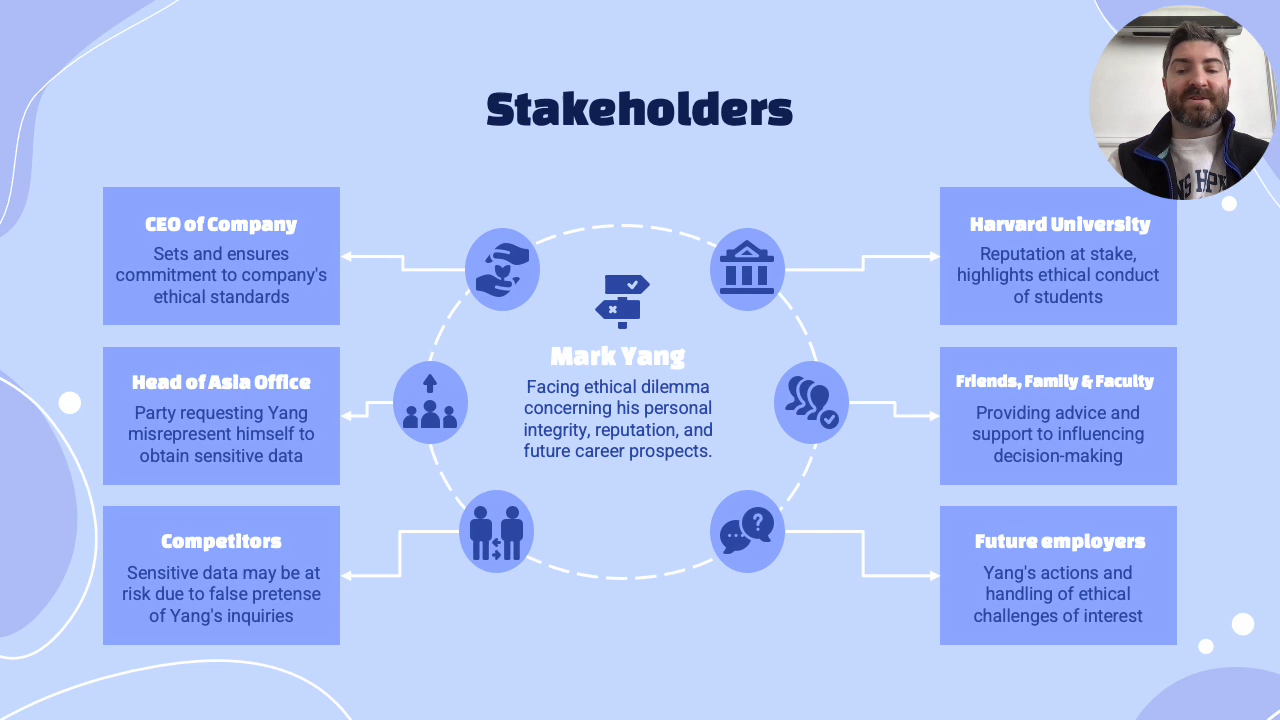 Stakeholders
CEO of Company
Sets and ensures
commitment to company's
ethical standards
Head of Asia Office
Party requesting Yang
misrepresent himself to
obtain sensitive data
Competitors
Sensitive data may be at
risk due to false pretense
of Yang's inquiries
Mark Yang
Facing ethical dilemma
concerning his personal
integrity, reputation, and
future career prospects.
Harvard University
Reputation at stake,
highlights ethical conduct
of students
Friends, Family & Faculty
Providing advice and
support to influencing
decision-making
Future employers
Yang's actions and
handling of ethical
challenges of interest